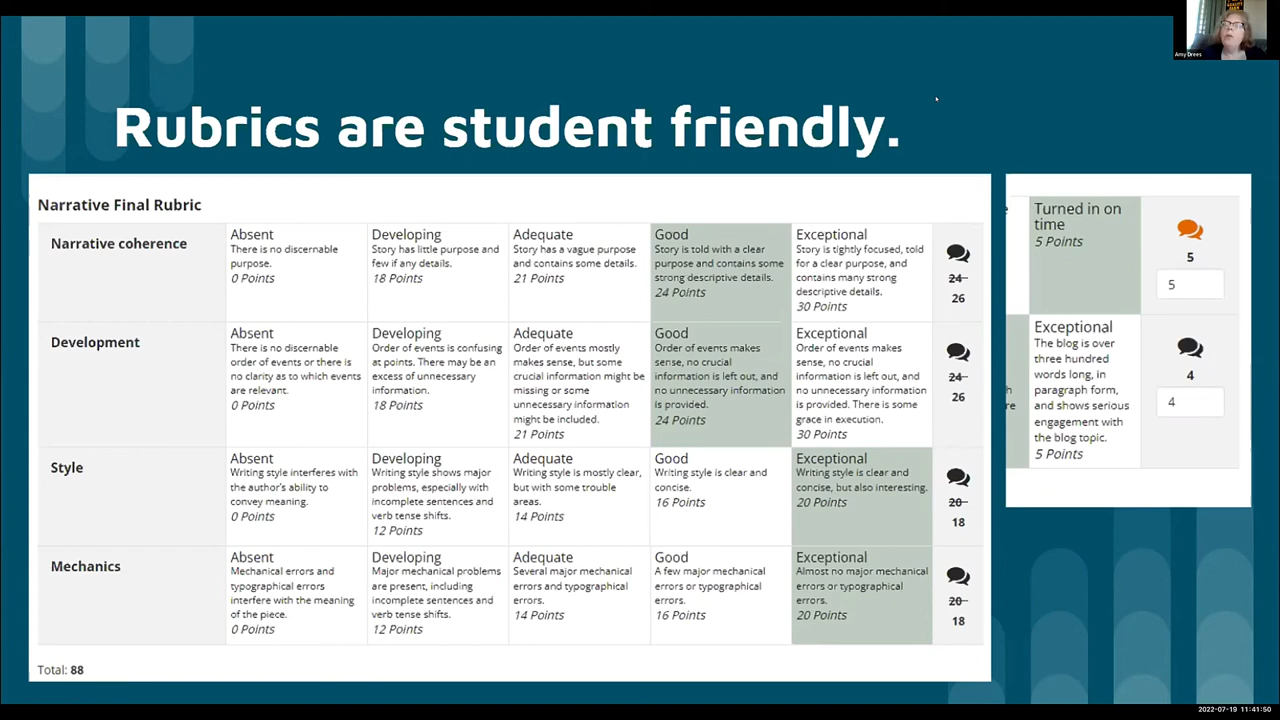 Amy Drees
Rubrics are student friendly.
Narrative Final Rubric
Narrative coherence
Absent
There is no discernable
purpose.
0 Points
Developing
Story has little purpose and
few if any details.
18 Points
Adequate
Story has a vague purpose
and contains some details.
21 Points
Good
Story is told with a clear
purpose and contains some
strong descriptive details.
24 Points
Exceptional
Story is tightly focused, told
for a clear purpose, and
contains many strong
descriptive details.
30 Points
24
26
Development
Absent
There is no discernable
order of events or there is
no clarity as to which events
are relevant.
0 Points
Developing
Order of events is confusing
at points. There may be an
excess of unnecessary
information.
18 Points
Adequate
Order of events mostly
makes sense, but some
crucial information might be
missing or some
unnecessary information
might be included.
21 Points
Good
Order of events makes
sense, no crucial
information is left out, and
no unnecessary information
is provided.
24 Points
Exceptional
Order of events makes
sense, no crucial
information is left out, and
no unnecessary information
is provided. There is some
grace in execution.
30 Points
24
26
Style
Absent
Writing style interferes with
the author's ability to
convey meaning.
0 Points
Developing
Writing style shows major
problems, especially with
incomplete sentences and
verb tense shifts.
12 Points
Adequate
Writing style is mostly clear,
but with some trouble
areas.
14 Points
Good
Writing style is clear and
concise.
16 Points
Exceptional
Writing style is clear and
concise, but also interesting.
20 Points
20
18
Mechanics
Absent
Mechanical errors and
typographical errors
interfere with the meaning
of the piece.
0 Points
Developing
Major mechanical problems
are present, including
incomplete sentences and
verb tense shifts.
12 Points
Adequate
Several major mechanical
errors and typographical
errors.
14 Points
Good
A few major mechanical
errors or typographical
errors.
16 Points
Exceptional
Almost no major mechanical
errors or typographical
errors.
20 Points
20
18
Total: 88
Turned in on
time
5 Points
5
5
Exceptional
The blog is over
three hundred
words long, in
paragraph form,
and shows serious
engagement with
the blog topic.
5 Points
4
4
2022-07-19 11:41:50